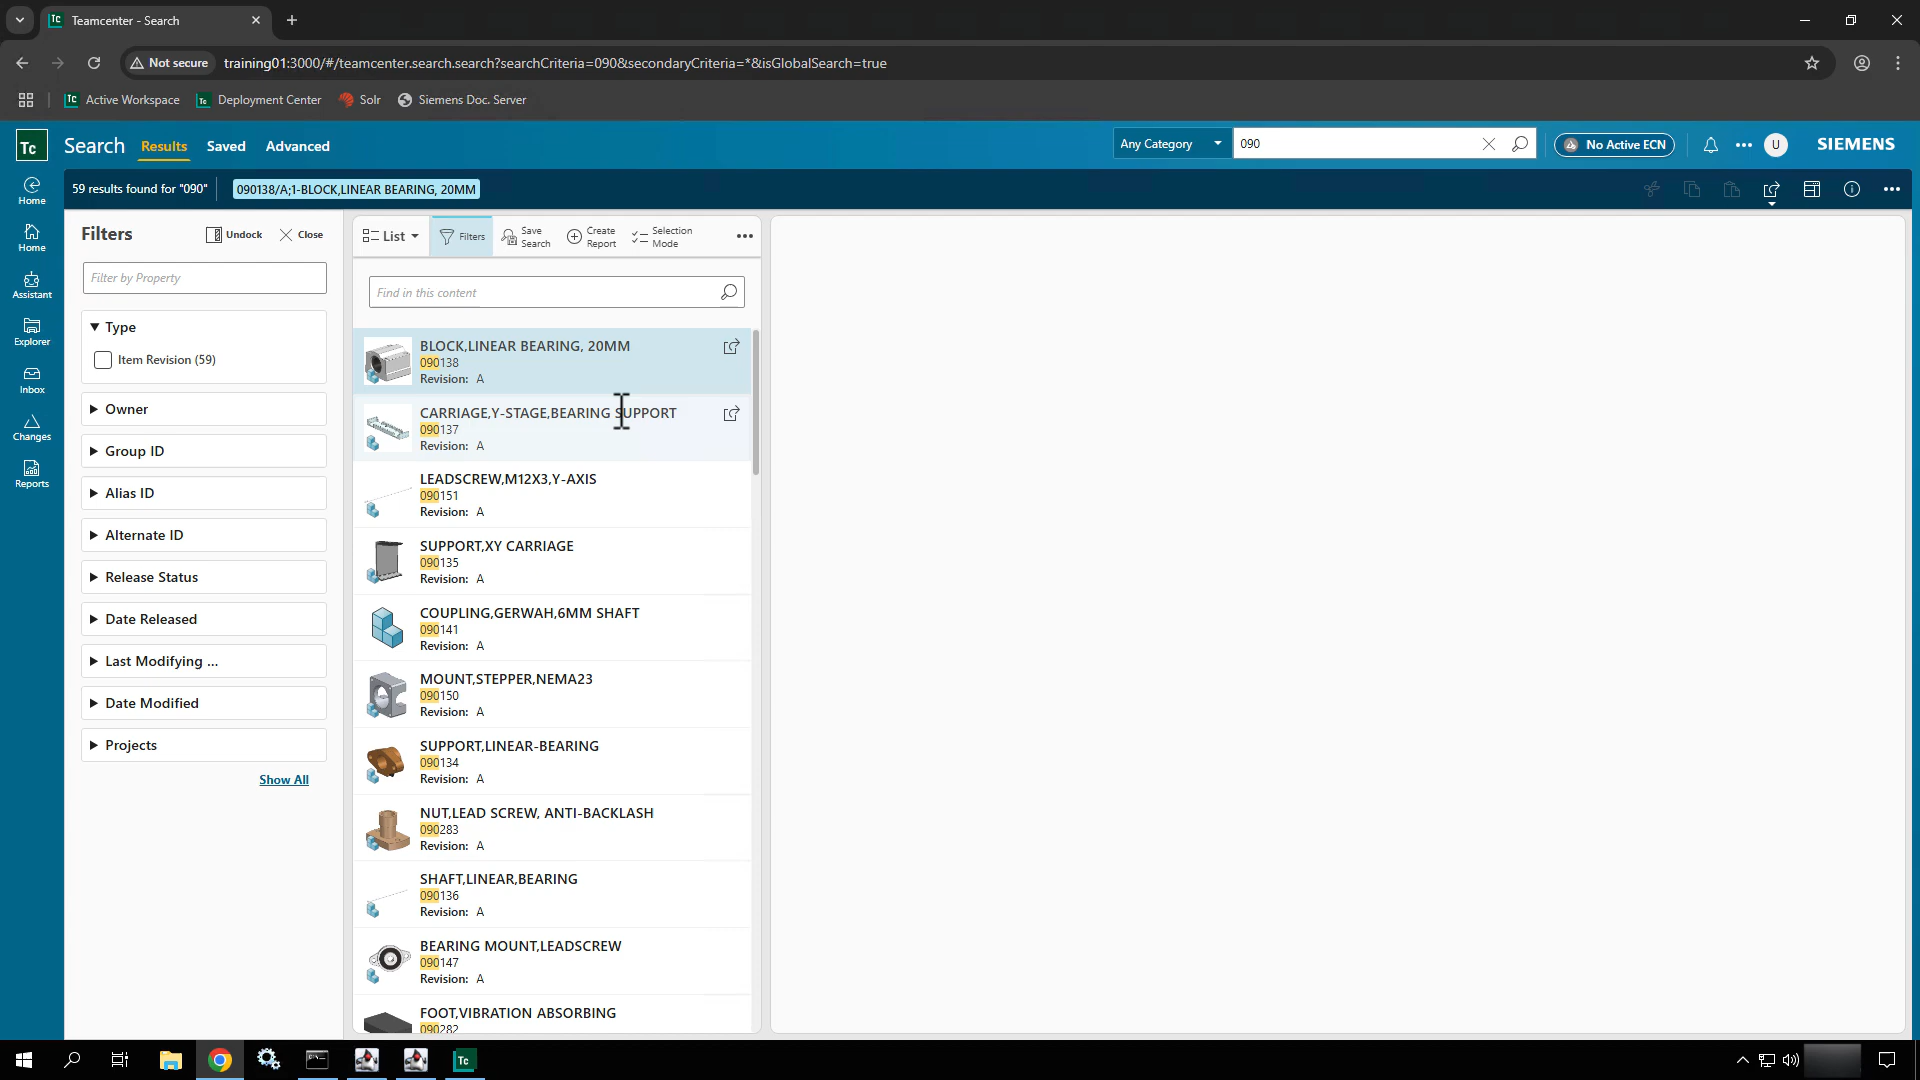 Teamcenter - Search
Not secure
training01:3000/#/teamcenter.search.search?searchCriteria=090&secondaryCriteria=*&isGlobalSearch=true
Active Workspace
Deployment Center
Solr
Siemens Doc. Server
Tc
Search
Results
Saved
Advanced
Any Category
090
No Active ECN
U
SIEMENS
59 results found for "090"
090138/A;1-BLOCK,LINEAR BEARING, 20MM
Home
Home
Assistant
Explorer
Inbox
Changes
Reports
Filters
Undock
Close
Filter by Property
Type
Item Revision (59)
Owner
Group ID
Alias ID
Alternate ID
Release Status
Date Released
Last Modifying ...
Date Modified
Projects
Show All
List
Filters
Save
Search
Create
Report
Selection
Mode
Find in this content
BLOCK,LINEAR BEARING, 20MM
090138
Revision: A
CARRIAGE,Y-STAGE,BEARING SUPPORT
090137
Revision: A
LEADSCREW,M12X3,Y-AXIS
090151
Revision: A
SUPPORT,XY CARRIAGE
090135
Revision: A
COUPLING,GERWAH,6MM SHAFT
090141
Revision: A
MOUNT,STEPPER,NEMA23
090150
Revision: A
SUPPORT,LINEAR-BEARING
090134
Revision: A
NUT,LEAD SCREW, ANTI-BACKLASH
090283
Revision: A
SHAFT,LINEAR,BEARING
090136
Revision: A
BEARING MOUNT,LEADSCREW
090147
Revision: A
FOOT,VIBRATION ABSORBING
090282
Tc